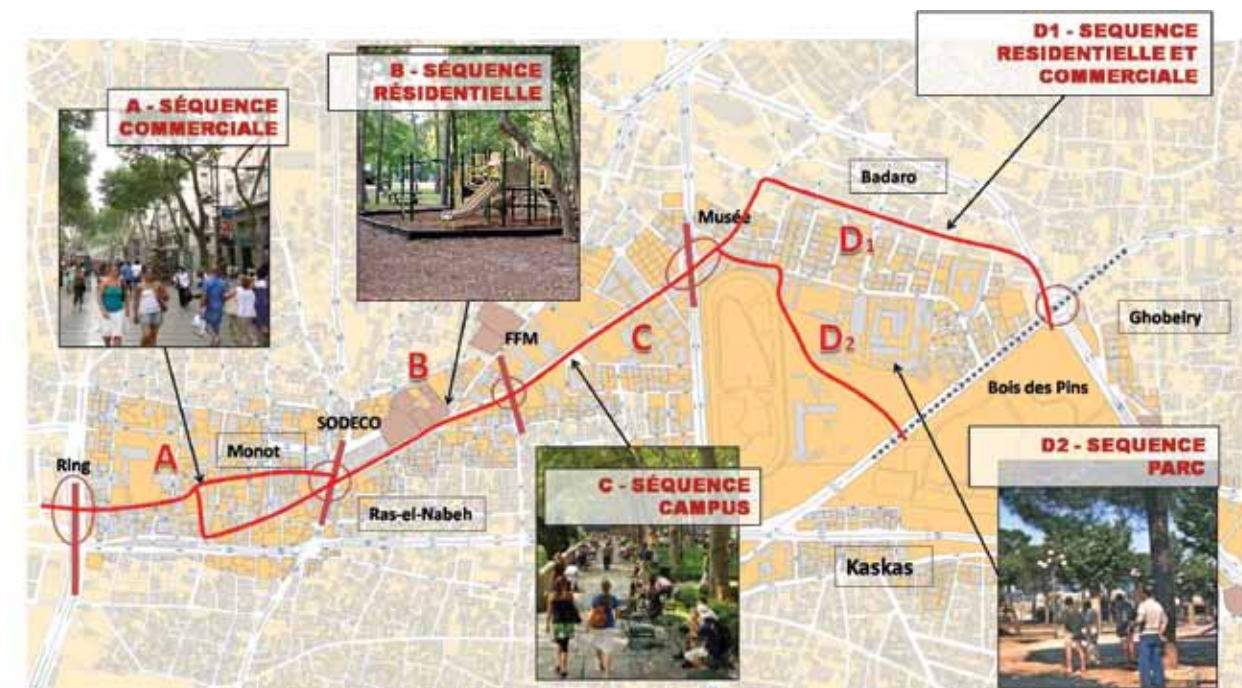 D1 - SEQUENCE
RESIDENTIELLE ET
COMMERCIALE
B - SÉQUENCE
RÉSIDENTIELLE
A - SÉQUENCE
COMMERCIALE
Badaro
Musée
D1
Ghobeiry
FFM
C
D2
B
Bois des Pins
SODECO
Monot
A
Ring
D2 - SEQUENCE
PARC
C - SÉQUENCE
CAMPUS
Ras-el-Nabeh
Kaskas